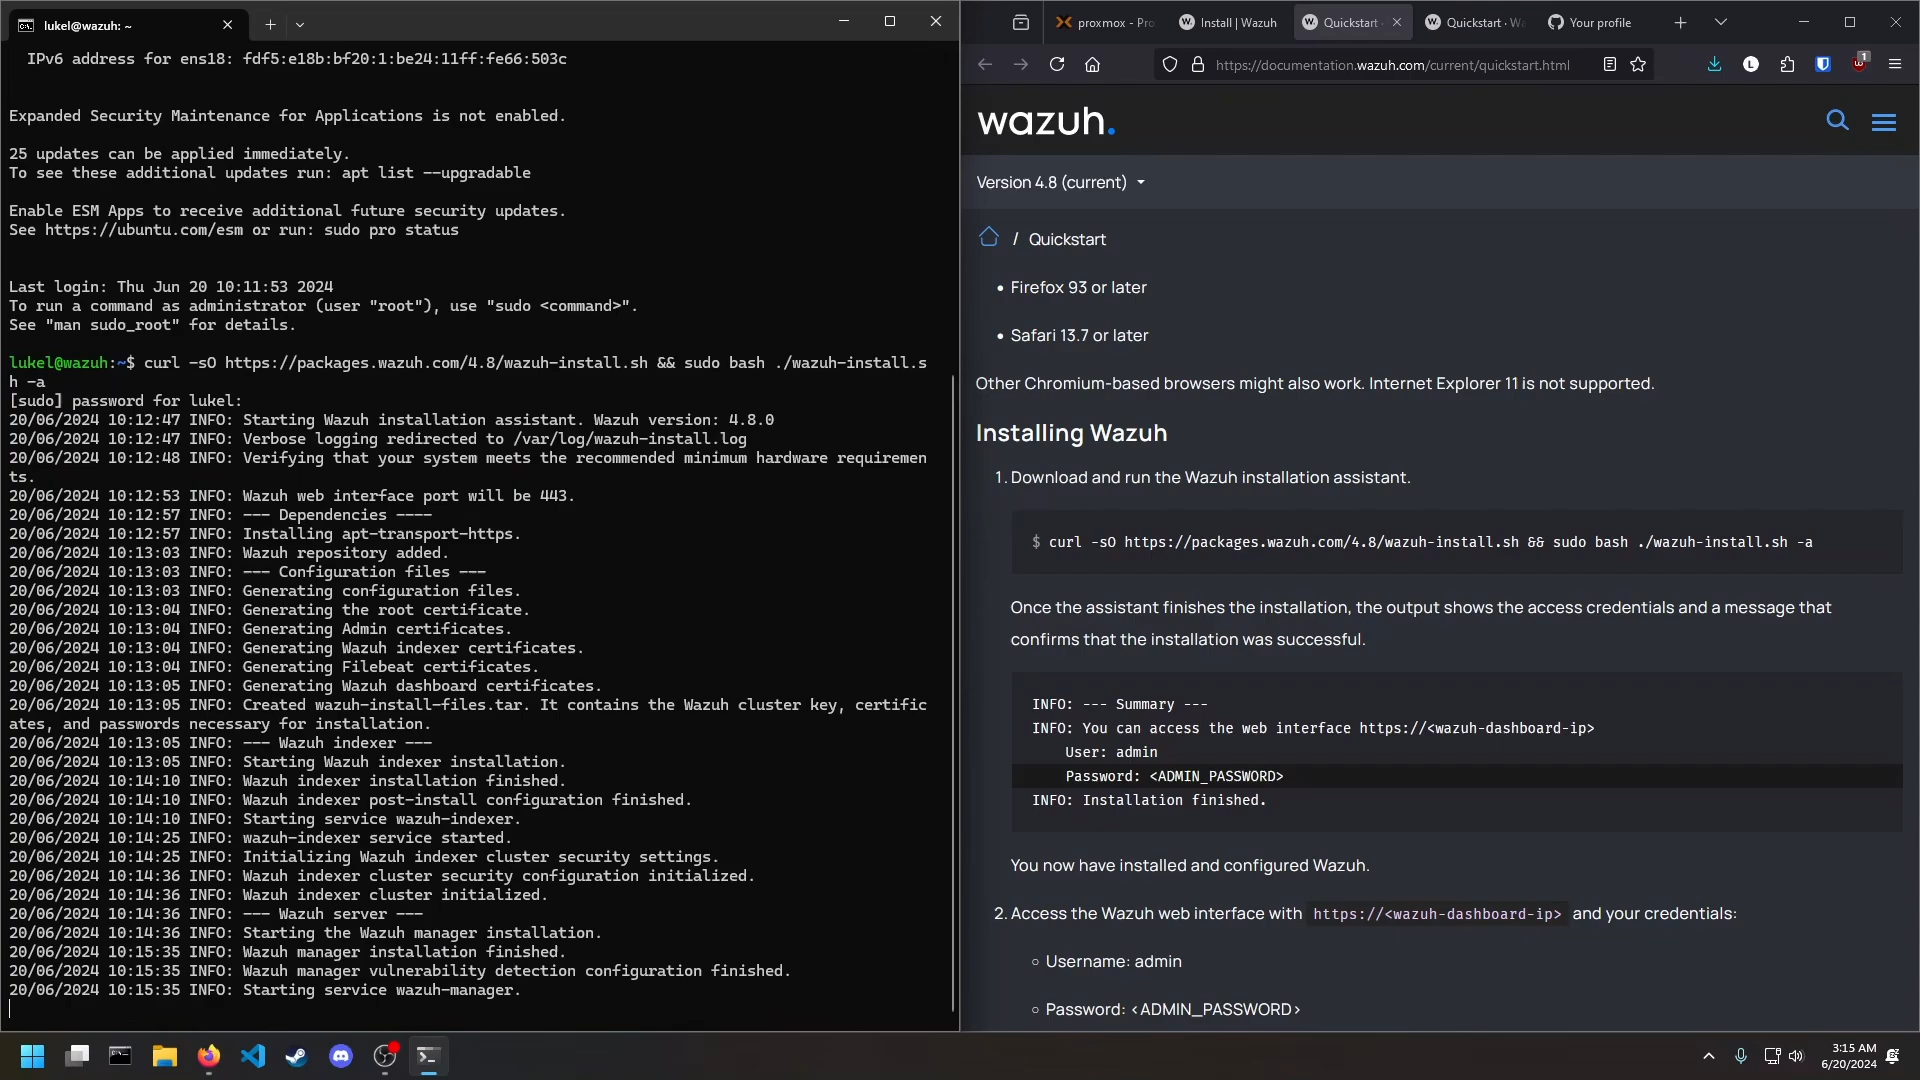 lukel@wazuh: ~
IPv6 address for ens18: fdf5:e18b:bf20:1:be24:11ff:fe66:503c
Expanded Security Maintenance for Applications is not enabled.
25 updates can be applied immediately.
To see these additional updates run: apt list --upgradable
Enable ESM Apps to receive additional future security updates.
See https://ubuntu.com/esm or run: sudo pro status
Last login: Thu Jun 20 10:11:53 2024
To run a command as administrator (user "root"), use "sudo <command>".
See "man sudo_root" for details.
lukel@wazuh:~$ curl -sO https://packages.wazuh.com/4.8/wazuh-install.sh && sudo bash ./wazuh-install.s
h -a
[sudo] password for lukel:
20/06/2024 10:12:47 INFO: Starting Wazuh installation assistant. Wazuh version: 4.8.0
20/06/2024 10:12:47 INFO: Verbose logging redirected to /var/log/wazuh-install.log
20/06/2024 10:12:48 INFO: Verifying that your system meets the recommended minimum hardware requiremen
ts.
20/06/2024 10:12:53 INFO: Wazuh web interface port will be 443.
20/06/2024 10:12:57 INFO: --- Dependencies ----
20/06/2024 10:12:57 INFO: Installing apt-transport-https.
20/06/2024 10:13:03 INFO: Wazuh repository added.
20/06/2024 10:13:03 INFO: --- Configuration files ---
20/06/2024 10:13:03 INFO: Generating configuration files.
20/06/2024 10:13:04 INFO: Generating the root certificate.
20/06/2024 10:13:04 INFO: Generating Admin certificates.
20/06/2024 10:13:04 INFO: Generating Wazuh indexer certificates.
20/06/2024 10:13:04 INFO: Generating Filebeat certificates.
20/06/2024 10:13:05 INFO: Generating Wazuh dashboard certificates.
20/06/2024 10:13:05 INFO: Created wazuh-install-files.tar. It contains the Wazuh cluster key, certific
ates, and passwords necessary for installation.
20/06/2024 10:13:05 INFO: --- Wazuh indexer ---
20/06/2024 10:13:05 INFO: Starting Wazuh indexer installation.
20/06/2024 10:14:10 INFO: Wazuh indexer installation finished.
20/06/2024 10:14:10 INFO: Wazuh indexer post-install configuration finished.
20/06/2024 10:14:10 INFO: Starting service wazuh-indexer.
20/06/2024 10:14:25 INFO: wazuh-indexer service started.
20/06/2024 10:14:25 INFO: Initializing Wazuh indexer cluster security settings.
20/06/2024 10:14:36 INFO: Wazuh indexer cluster security configuration initialized.
20/06/2024 10:14:36 INFO: Wazuh indexer cluster initialized.
20/06/2024 10:14:36 INFO: --- Wazuh server ---
20/06/2024 10:14:36 INFO: Starting the Wazuh manager installation.
20/06/2024 10:15:35 INFO: Wazuh manager installation finished.
20/06/2024 10:15:35 INFO: Wazuh manager vulnerability detection configuration finished.
20/06/2024 10:15:35 INFO: Starting service wazuh-manager.
proxmox - Pro
Install | Wazuh
Quickstart ·
Quickstart · Wa
Your profile
https://documentation.wazuh.com/current/quickstart.html
1
wazuh.
Version 4.8 (current)
/ Quickstart
• Firefox 93 or later
• Safari 13.7 or later
Other Chromium-based browsers might also work. Internet Explorer 11 is not supported.
Installing Wazuh
1. Download and run the Wazuh installation assistant.
$ curl -sO https://packages.wazuh.com/4.8/wazuh-install.sh && sudo bash ./wazuh-install.sh -a
Once the assistant finishes the installation, the output shows the access credentials and a message that
confirms that the installation was successful.
INFO: --- Summary ---
INFO: You can access the web interface https://<wazuh-dashboard-ip>
User: admin
Password: <ADMIN_PASSWORD>
INFO: Installation finished.
You now have installed and configured Wazuh.
2. Access the Wazuh web interface with https://<wazuh-dashboard-ip> and your credentials:
○ Username: admin
○ Password: <ADMIN_PASSWORD>
3:15 AM
6/20/2024